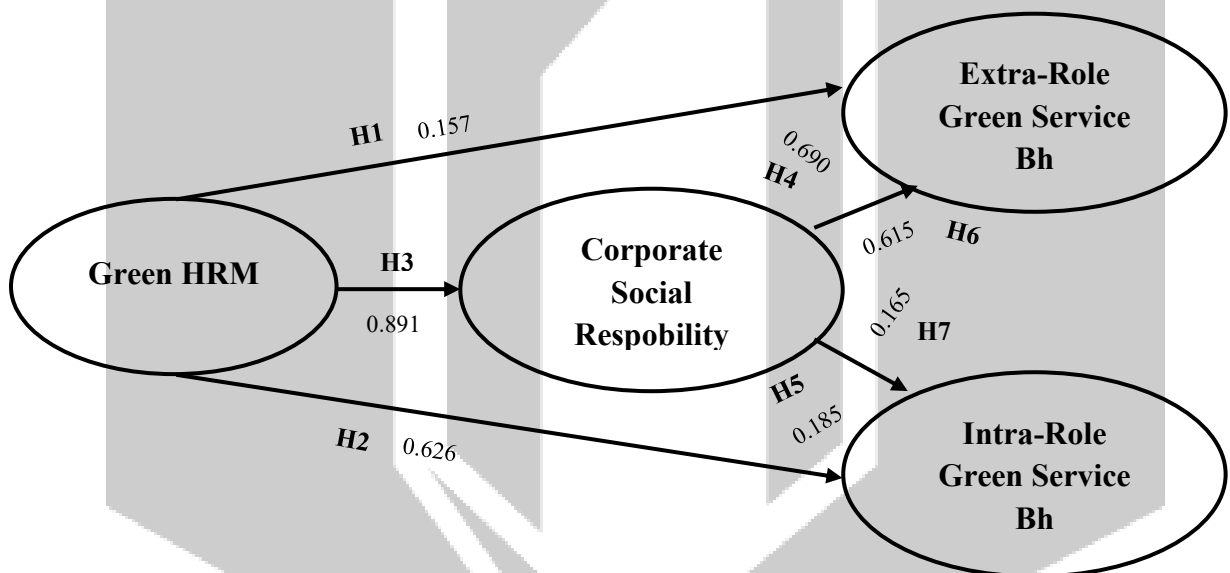 Extra-Role
Green Service
Bh
H1 0.157
0.690
H4
0.615 H6
Green HRM
H3
0.891
Corporate
Social
Respobility
0.165
H7
H5
0.185
H2 0.626
Intra-Role
Green Service
Bh